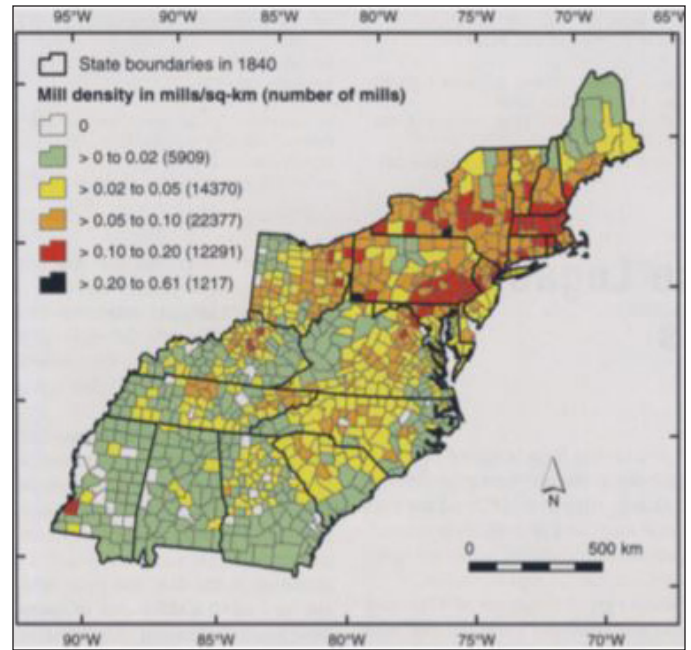 95°W 90°W 85°W 80°W 75°W 70°W 65°W
State boundaries in 1840
Mill density in mills/sq-km (number of mills)
0
> 0 to 0.02 (5909)
> 0.02 to 0.05 (14370)
> 0.05 to 0.10 (22377)
> 0.10 to 0.20 (12291)
> 0.20 to 0.61 (1217)
N
0 500 km
90°W 85°W 80°W 75°W 70°W